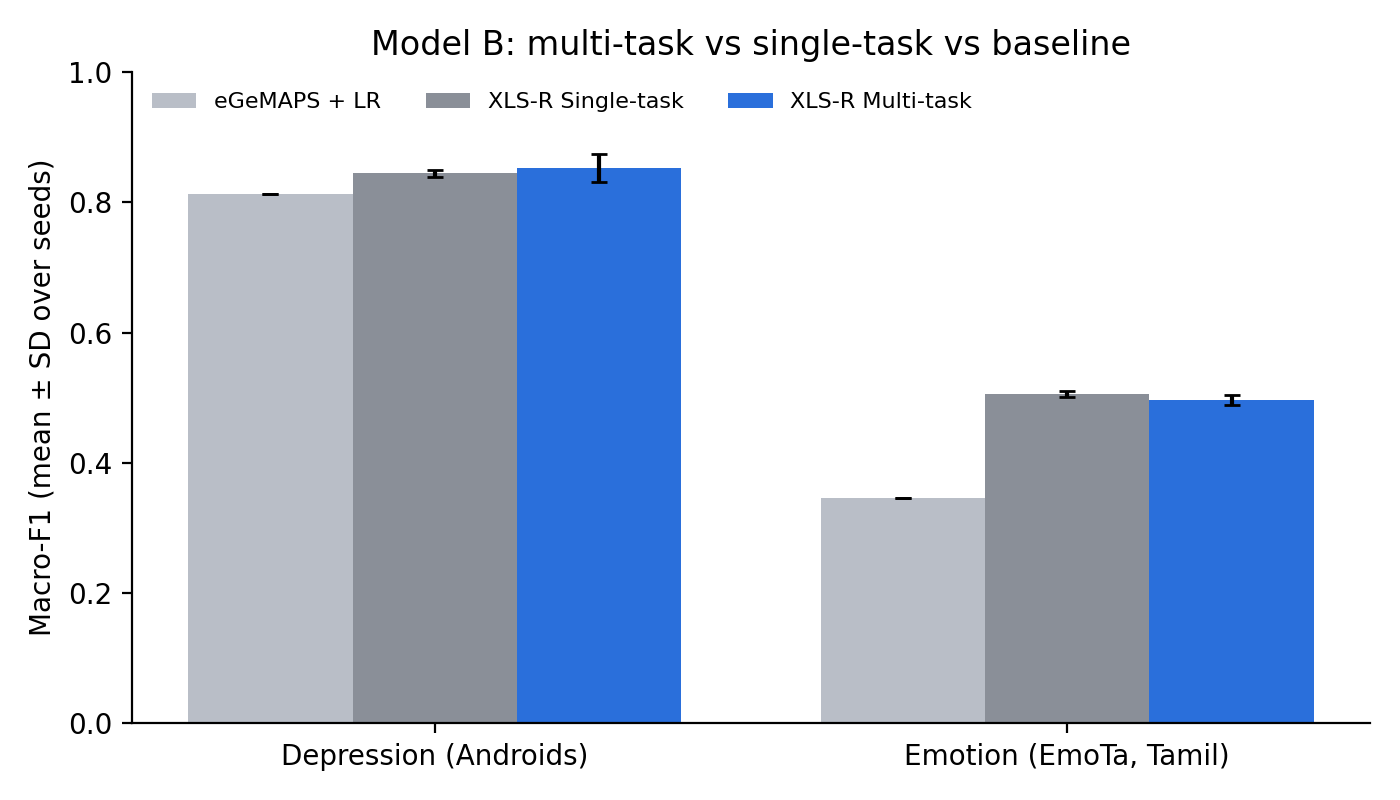 Model B: multi-task vs single-task vs baseline
eGeMAPS + LR XLS-R Single-task XLS-R Multi-task
Macro-F1 (mean ± SD over seeds)
1.0
0.8
0.6
0.4
0.2
0.0
Depression (Androids) Emotion (EmoTa, Tamil)